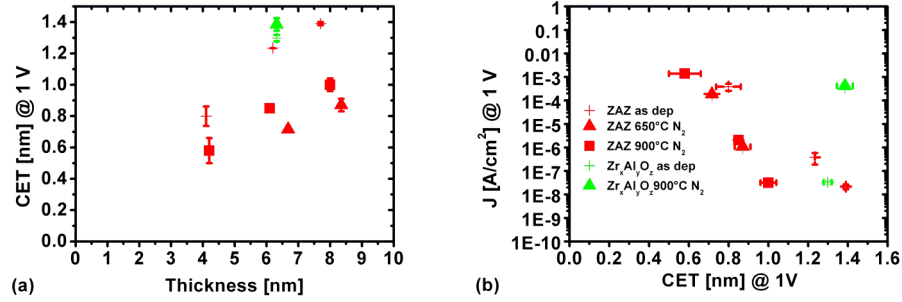 CET [nm] @ 1 V
1.4
1.2
1.0
0.8
0.6
0.4
0.2
0.0
0 1 2 3 4 5 6 7 8 9 10
Thickness [nm]
(a)
J [A/cm²] @ 1 V
1
0.1
0.01
1E-3
1E-4
1E-5
1E-6
1E-7
1E-8
1E-9
1E-10
ZAZ as dep
ZAZ 650°C N₂
ZAZ 900°C N₂
ZrₓAlᵧO_z as dep
ZrₓAlᵧO_z900°C N₂
0.0 0.2 0.4 0.6 0.8 1.0 1.2 1.4 1.6
CET [nm] @ 1V
(b)